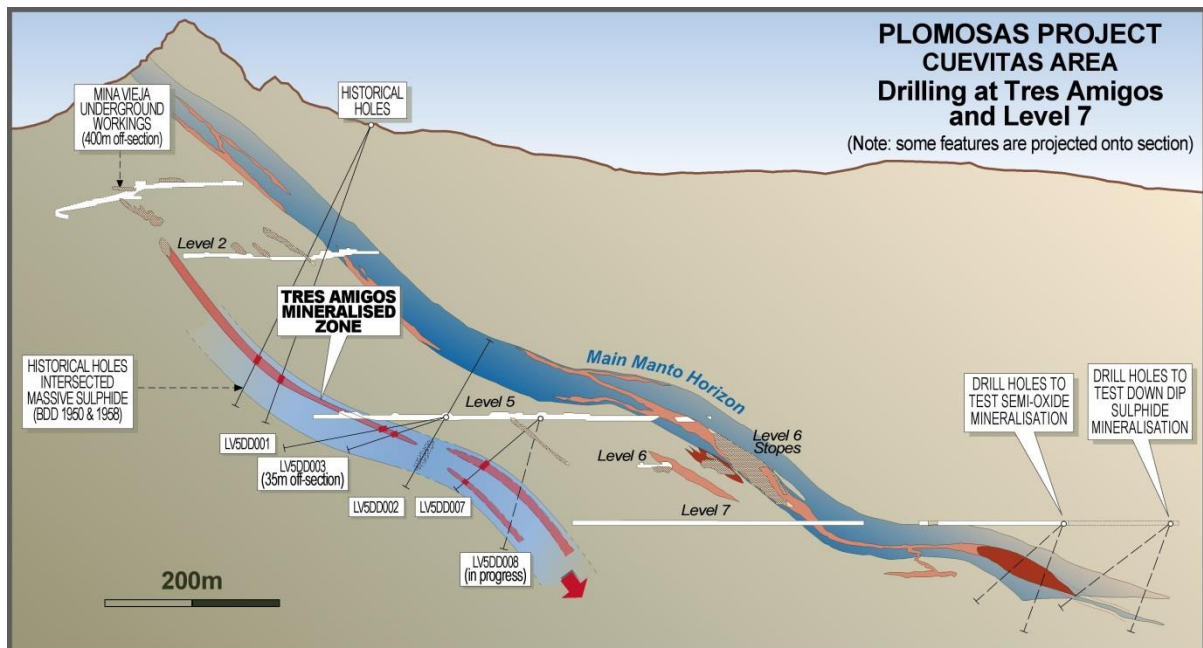 PLOMOSAS PROJECT
CUEVITAS AREA
Drilling at Tres Amigos
and Level 7
(Note: some features are projected onto section)
MINA VIEJA
UNDERGROUND
WORKINGS
(400m off-section)
HISTORICAL
HOLES
Level 2
TRES AMIGOS
MINERALISED
ZONE
HISTORICAL HOLES
INTERSECTED
MASSIVE SULPHIDE
(BDD 1950 & 1958)
Main Manto Horizon
Level 5
DRILL HOLES TO
TEST SEMI-OXIDE
MINERALISATION
DRILL HOLES TO
TEST DOWN DIP
SULPHIDE
MINERALISATION
LV5DD001
LV5DD003
(35m off-section)
LV5DD002
LV5DD007
Level 6
Stopes
Level 6
Level 7
LV5DD008
(in progress)
200m